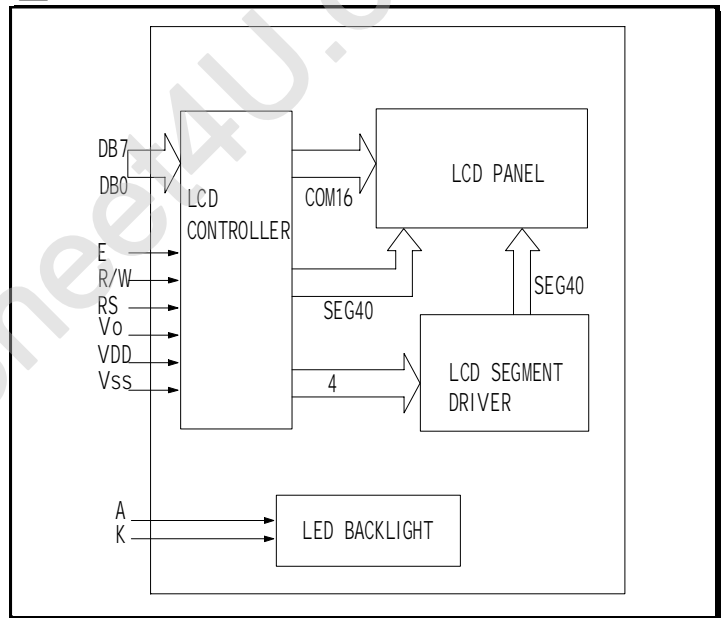 DB7
DB0
E
R/W
RS
Vo
VDD
Vss
LCD
CONTROLLER
COM16
SEG40
4
LCD PANEL
SEG40
LCD SEGMENT
DRIVER
A
K
LED BACKLIGHT